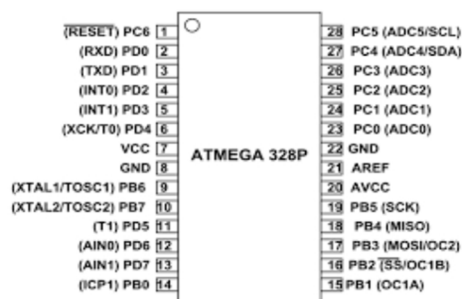 (RESET) PC6 1
(RXD) PD0 2
(TXD) PD1 3
(INT0) PD2 4
(INT1) PD3 5
(XCK/T0) PD4 6
VCC 7
GND 8
(XTAL1/TOSC1) PB6 9
(XTAL2/TOSC2) PB7 10
(T1) PD5 11
(AIN0) PD6 12
(AIN1) PD7 13
(ICP1) PB0 14
ATMEGA 328P
28 PC5 (ADC5/SCL)
27 PC4 (ADC4/SDA)
26 PC3 (ADC3)
25 PC2 (ADC2)
24 PC1 (ADC1)
23 PC0 (ADC0)
22 GND
21 AREF
20 AVCC
19 PB5 (SCK)
18 PB4 (MISO)
17 PB3 (MOSI/OC2)
16 PB2 (SS/OC1B)
15 PB1 (OC1A)